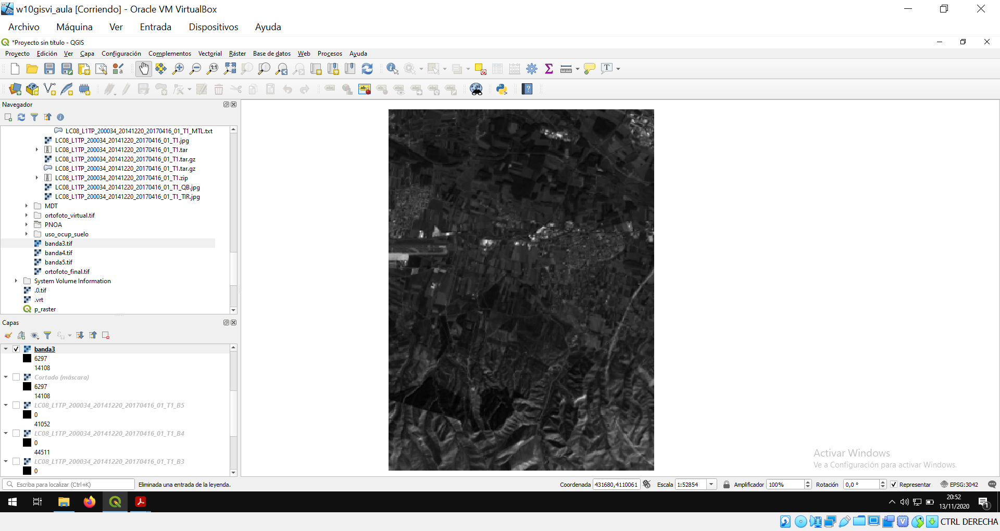 w10gisvi_aula [Corriendo] - Oracle VM VirtualBox
Archivo Máquina Ver Entrada Dispositivos Ayuda
*Proyecto sin título - QGIS
Proyecto Edición Ver Capa Configuración Complementos Vectorial Ráster Base de datos Web Procesos Ayuda
Navegador
LC08_L1TP_200034_20141220_20170416_01_T1_MTL.txt
LC08_L1TP_200034_20141220_20170416_01_T1.jpg
LC08_L1TP_200034_20141220_20170416_01_T1.tar
LC08_L1TP_200034_20141220_20170416_01_T1.tar.gz
LC08_L1TP_200034_20141220_20170416_01_T1.tar.gz
LC08_L1TP_200034_20141220_20170416_01_T1.zip
LC08_L1TP_200034_20141220_20170416_01_T1_QB.jpg
LC08_L1TP_200034_20141220_20170416_01_T1_TIR.jpg
MDT
ortofoto_virtual.tif
PNOA
uso_ocup_suelo
banda3.tif
banda4.tif
banda5.tif
ortofoto_final.tif
System Volume Information
.0.tif
.vrt
p_raster
Capas
banda3
6297
14108
Cortado (máscara)
6297
14108
LC08_L1TP_200034_20141220_20170416_01_T1_B5
0
41052
LC08_L1TP_200034_20141220_20170416_01_T1_B4
0
44511
LC08_L1TP_200034_20141220_20170416_01_T1_B3
0
Activar Windows
Ve a Configuración para activar Windows.
Escriba para localizar (Ctrl+K) Eliminada una entrada de la leyenda. Coordenada 431680,4110061 Escala 1:52854 Amplificador 100% Rotación 0,0 ° Representar EPSG:3042
20:52
13/11/2020
1
CTRL DERECHA